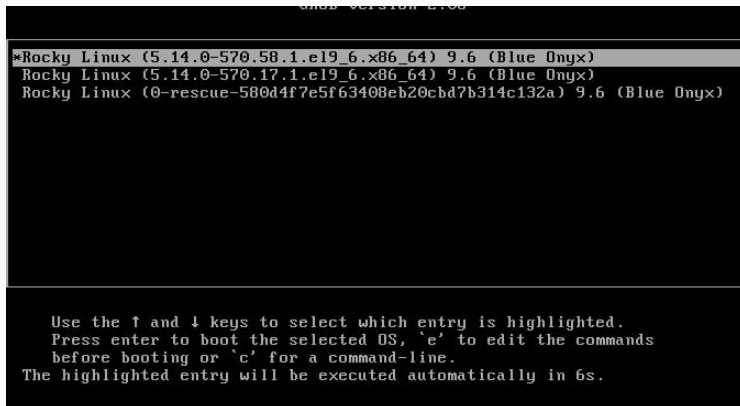 *Rocky Linux (5.14.0-570.58.1.el9_6.x86_64) 9.6 (Blue Onyx)
Rocky Linux (5.14.0-570.17.1.el9_6.x86_64) 9.6 (Blue Onyx)
Rocky Linux (0-rescue-580d4f7e5f63408eb20cbd7b314c132a) 9.6 (Blue Onyx)
Use the ↑ and ↓ keys to select which entry is highlighted.
Press enter to boot the selected OS, `e' to edit the commands
before booting or `c' for a command-line.
The highlighted entry will be executed automatically in 6s.